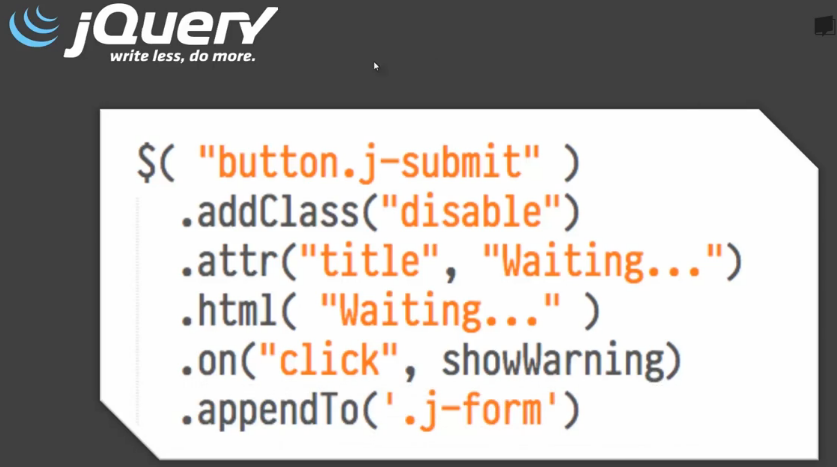 jQuery
write less, do more.
$( "button.j-submit" )
.addClass("disable")
.attr("title", "Waiting...")
.html( "Waiting..." )
.on("click", showWarning)
.appendTo('.j-form')